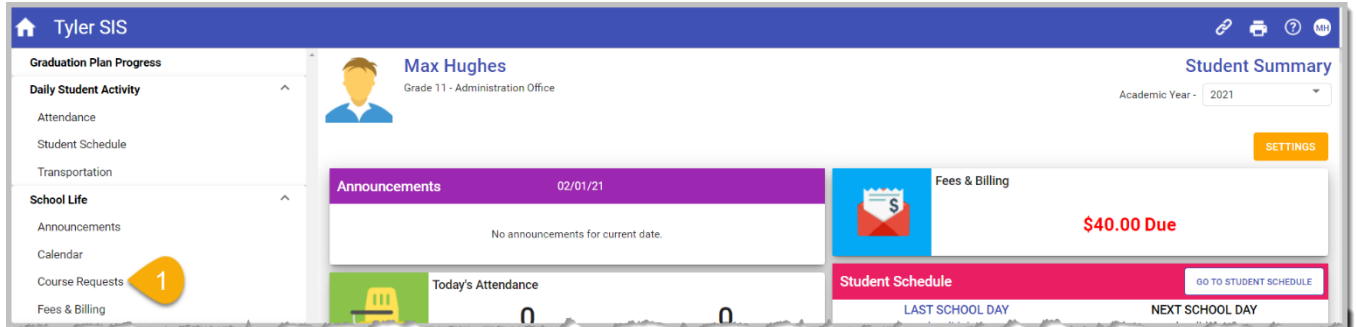 Tyler SIS
MH
Graduation Plan Progress
Daily Student Activity
Attendance
Student Schedule
Transportation
School Life
Announcements
Calendar
Course Requests
1
Fees & Billing
Max Hughes
Grade 11 - Administration Office
Student Summary
Academic Year - 2021
SETTINGS
Announcements 02/01/21
No announcements for current date.
Fees & Billing
$
$40.00 Due
Today's Attendance
0 0
Student Schedule
GO TO STUDENT SCHEDULE
LAST SCHOOL DAY NEXT SCHOOL DAY